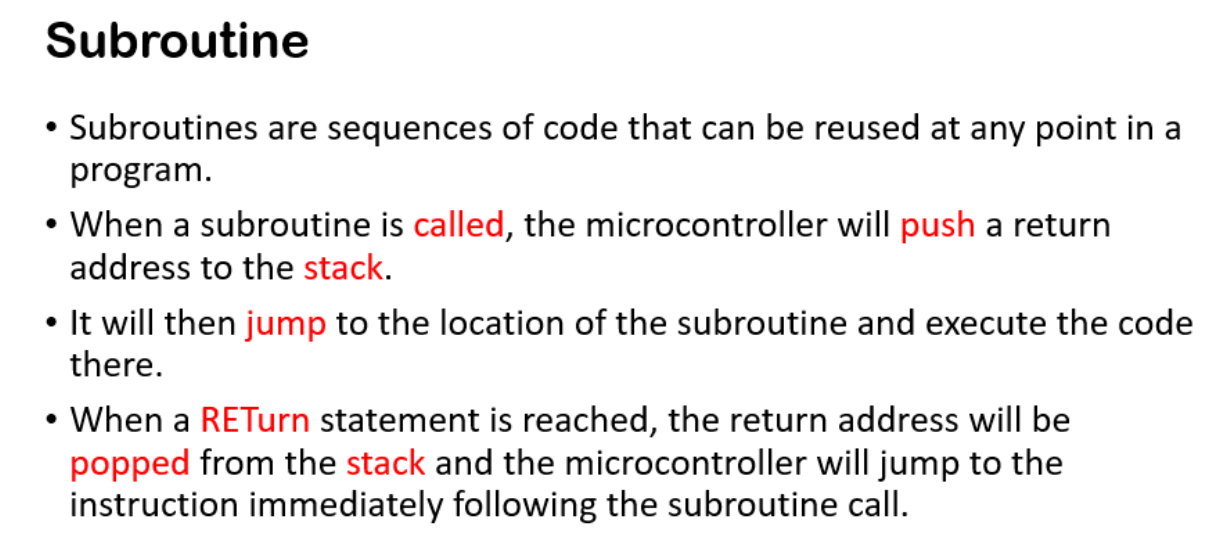 Subroutine
• Subroutines are sequences of code that can be reused at any point in a
program.
• When a subroutine is called, the microcontroller will push a return
address to the stack.
• It will then jump to the location of the subroutine and execute the code
there.
• When a RETurn statement is reached, the return address will be
popped from the stack and the microcontroller will jump to the
instruction immediately following the subroutine call.